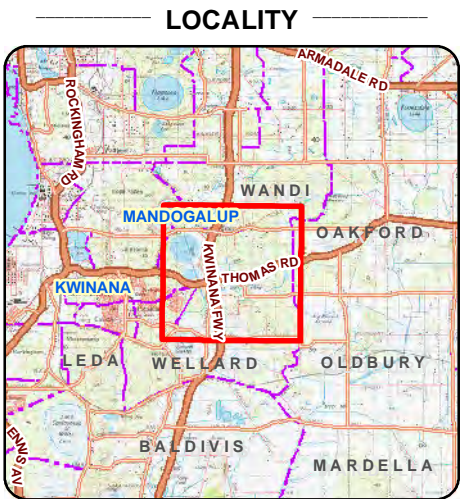 LOCALITY
ARMADALE RD
ROCKINGHAM RD
WANDI
MANDOGALUP
OAKFORD
KWINANA FWY
THOMAS RD
KWINANA
LEDA
WELLARD
OLDBURY
BALDIVIS
ENNIS AV
MARDELLA